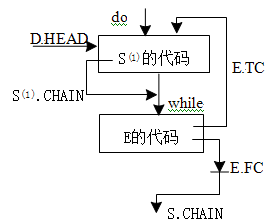 do
D.HEAD
S⑴的代码
E.TC
S⑴.CHAIN
while
E的代码
E.FC
S.CHAIN